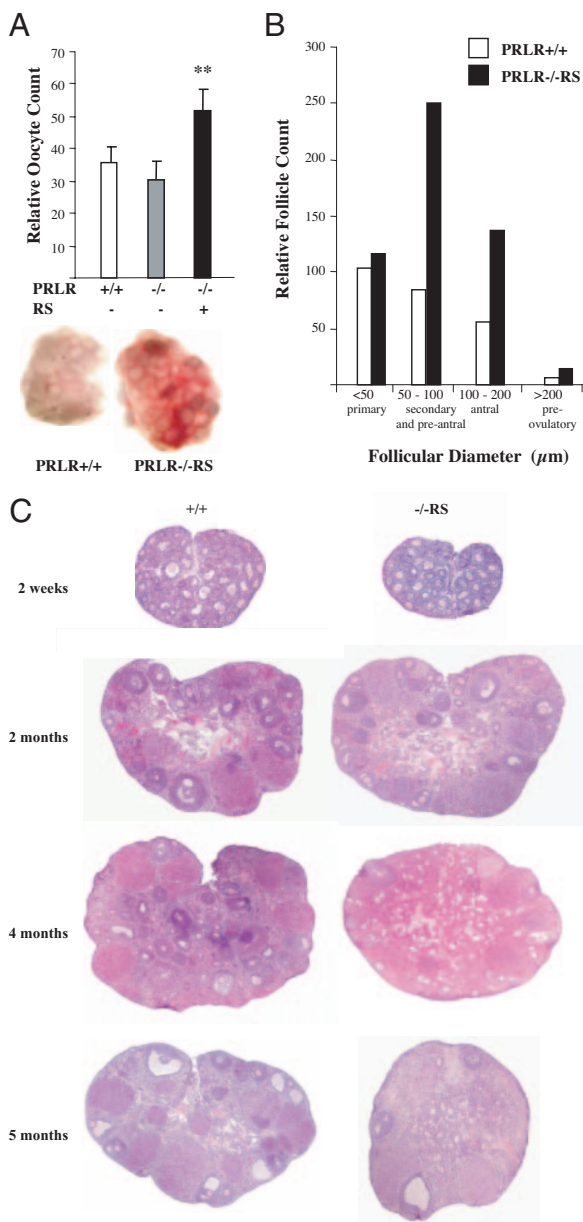 A
Relative Oocyte Count
70
60
50
40
30
20
10
**
PRLR +/+ -/- -/-
RS - - +
PRLR+/+ PRLR-/-RS
B
PRLR+/+
PRLR-/-RS
Relative Follicle Count
300
250
200
150
100
50
<50 50 - 100 100 - 200 >200
primary secondary antral pre-
and pre-antral ovulatory
Follicular Diameter (µm)
C
+/+ -/-RS
2 weeks
2 months
4 months
5 months